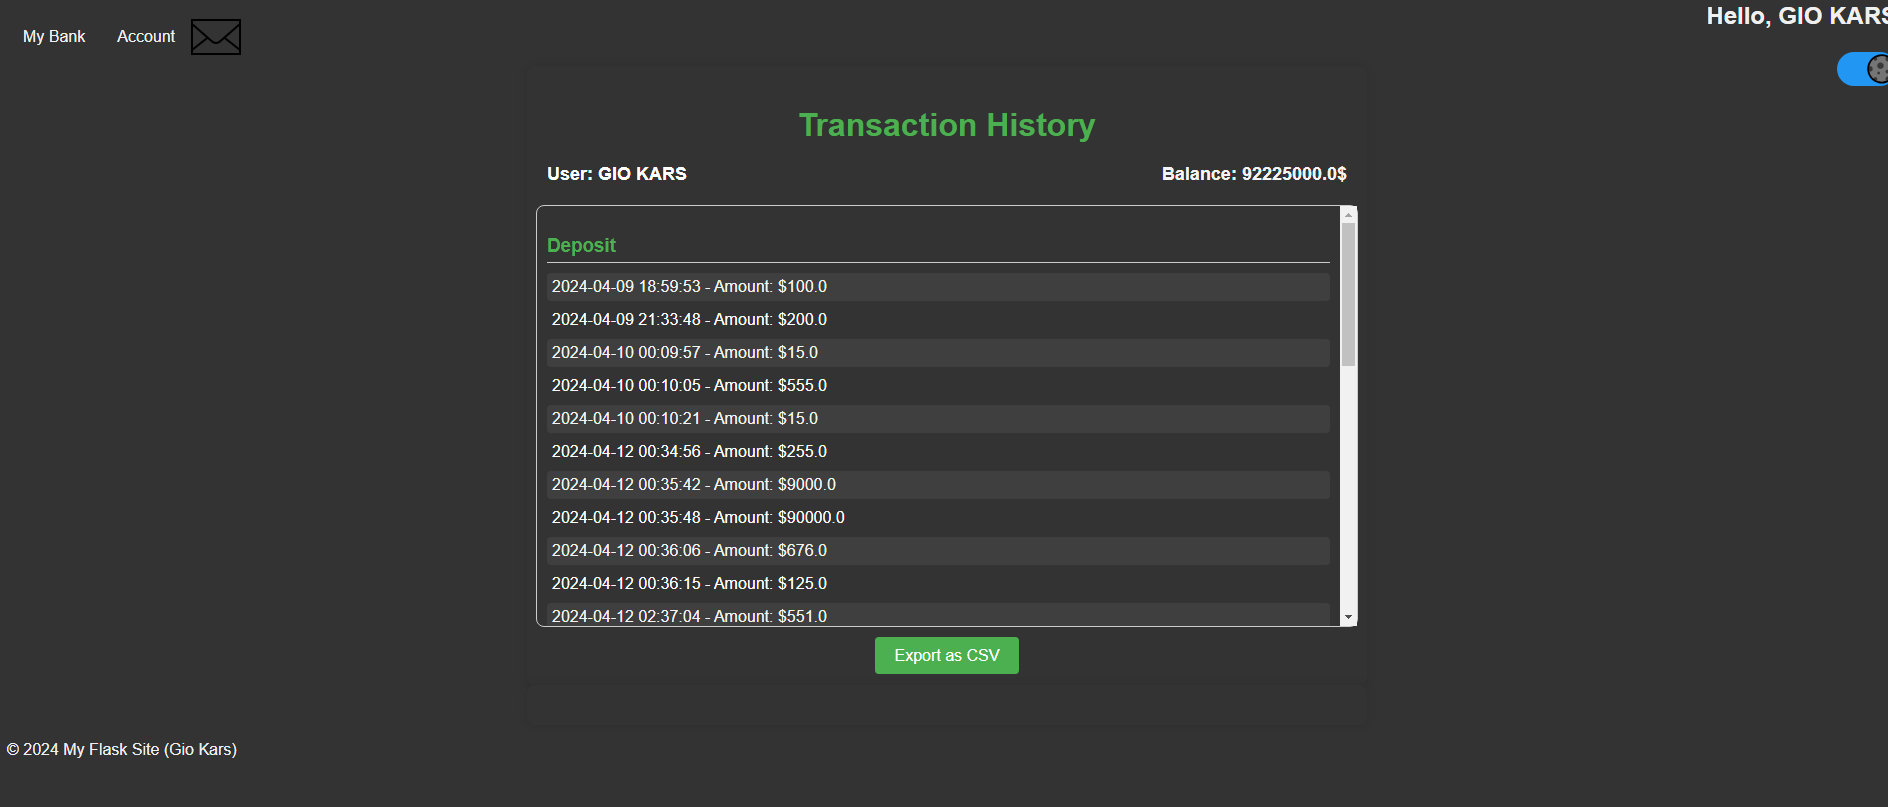 My Bank
Account
Hello, GIO KARS
Transaction History
User: GIO KARS
Balance: 92225000.0$
Deposit
2024-04-09 18:59:53 - Amount: $100.0
2024-04-09 21:33:48 - Amount: $200.0
2024-04-10 00:09:57 - Amount: $15.0
2024-04-10 00:10:05 - Amount: $555.0
2024-04-10 00:10:21 - Amount: $15.0
2024-04-12 00:34:56 - Amount: $255.0
2024-04-12 00:35:42 - Amount: $9000.0
2024-04-12 00:35:48 - Amount: $90000.0
2024-04-12 00:36:06 - Amount: $676.0
2024-04-12 00:36:15 - Amount: $125.0
2024-04-12 02:37:04 - Amount: $551.0
Export as CSV
© 2024 My Flask Site (Gio Kars)